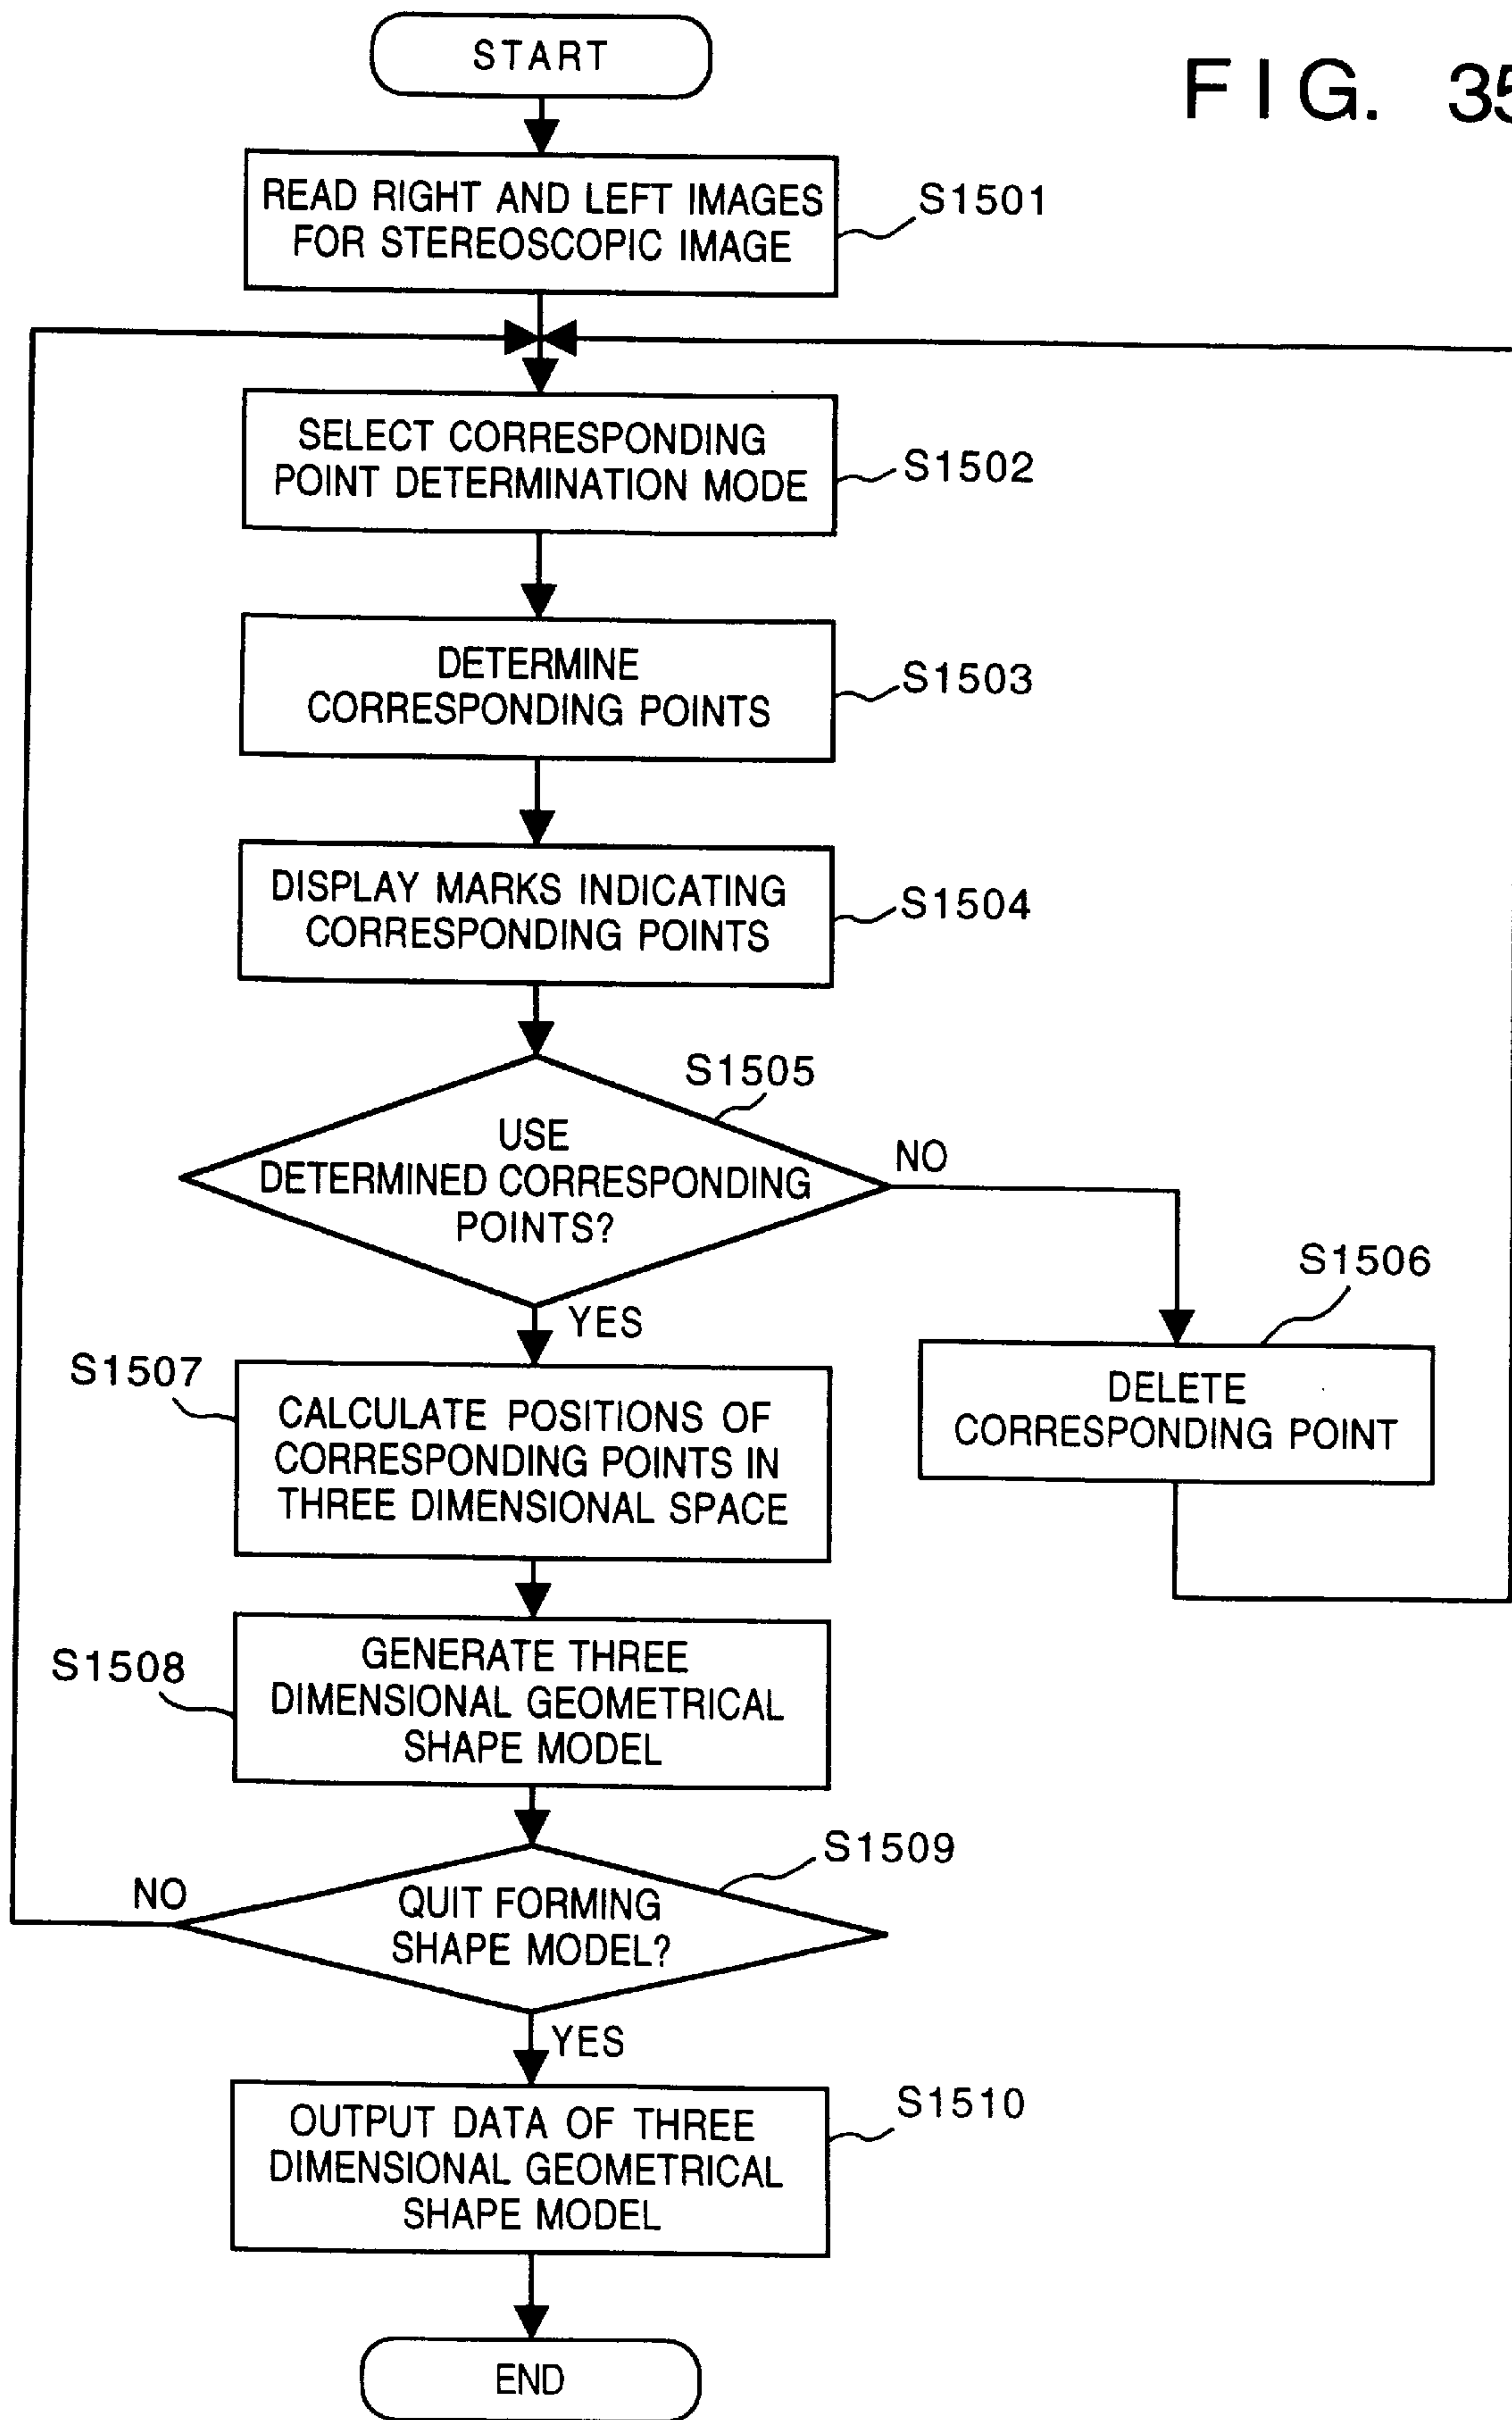 START
FIG. 35
READ RIGHT AND LEFT IMAGES
FOR STEREOSCOPIC IMAGE
S1501
SELECT CORRESPONDING
POINT DETERMINATION MODE
S1502
DETERMINE
CORRESPONDING POINTS
S1503
DISPLAY MARKS INDICATING
CORRESPONDING POINTS
S1504
S1505
USE
DETERMINED CORRESPONDING
POINTS?
NO
YES
S1506
DELETE
CORRESPONDING POINT
S1507
CALCULATE POSITIONS OF
CORRESPONDING POINTS IN
THREE DIMENSIONAL SPACE
S1508
GENERATE THREE
DIMENSIONAL GEOMETRICAL
SHAPE MODEL
S1509
NO
QUIT FORMING
SHAPE MODEL?
YES
S1510
OUTPUT DATA OF THREE
DIMENSIONAL GEOMETRICAL
SHAPE MODEL
END